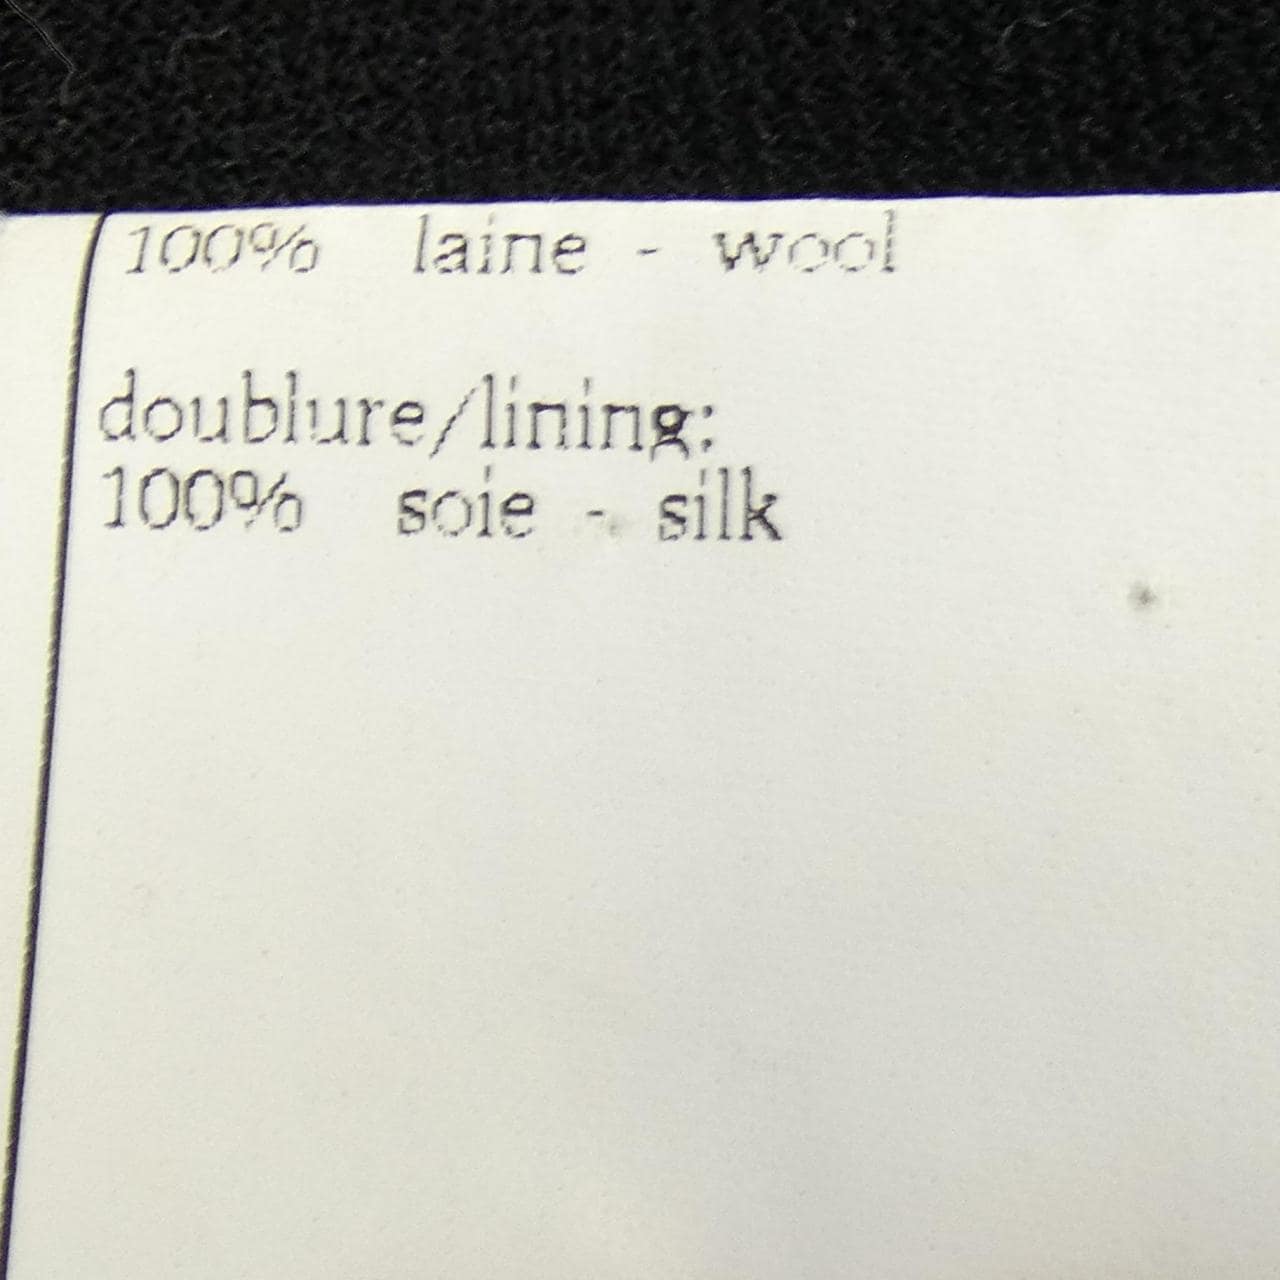 100% laine - wool
doublure/lining:
100% soie - silk